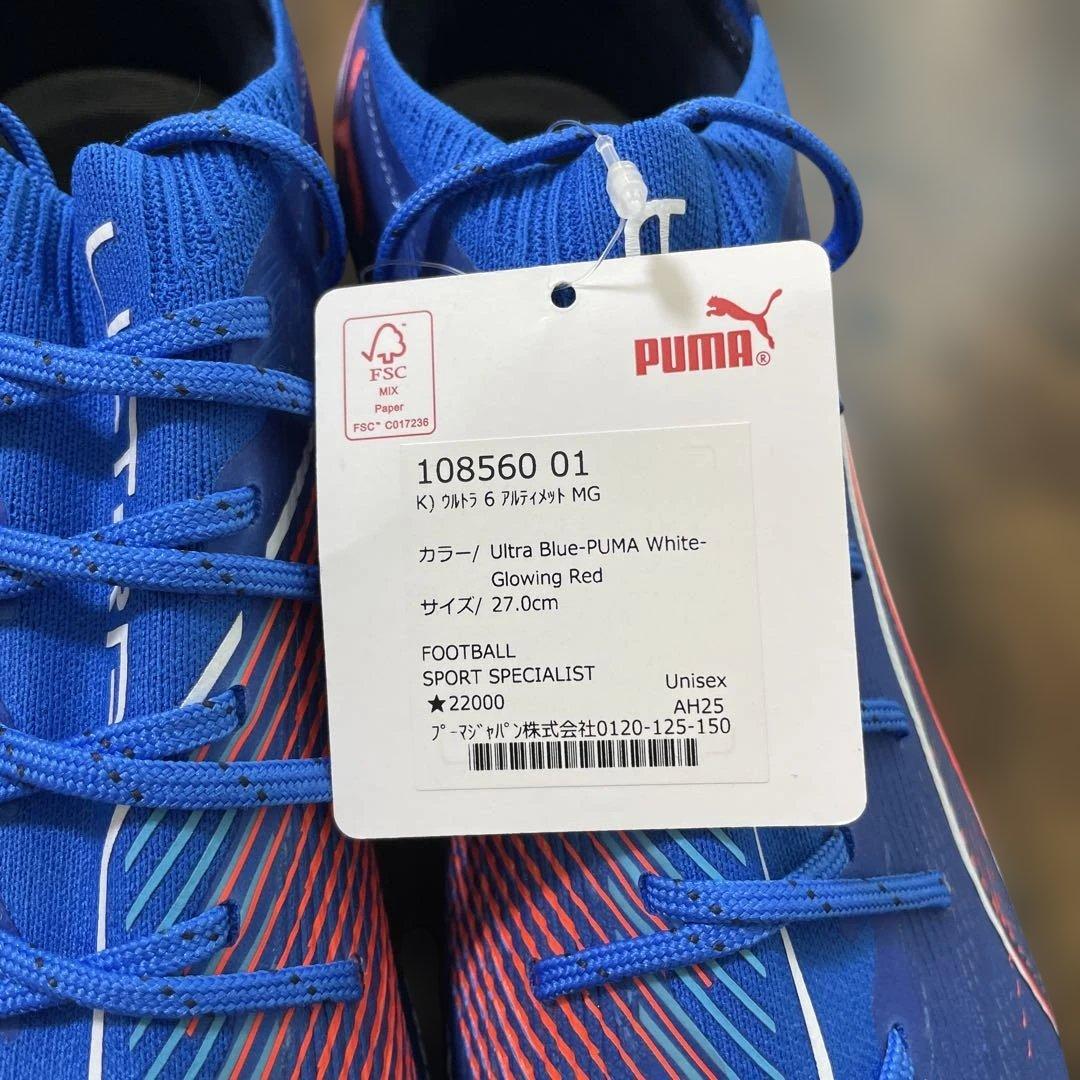 FSC
MIX
Paper
FSC™ C017236
PUMA®
108560 01
K) ウルトラ 6 アルティメット MG
カラー/ Ultra Blue-PUMA White-
Glowing Red
サイズ/ 27.0cm
FOOTBALL
SPORT SPECIALIST
Unisex
★22000
AH25
プーマジャパン株式会社0120-125-150